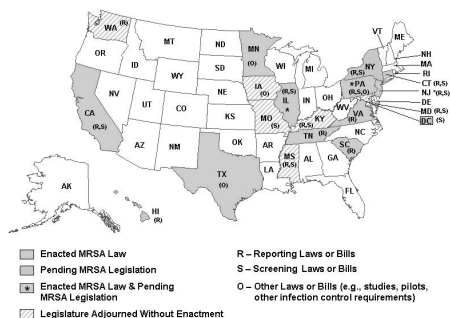 WA (R)
MT
ND
MN
(O)
VT
ME
OR
ID
SD
WI
MI
NY
(R,S)
NH
MA
WY
IA
(O)
*PA
(R,S,O)
RI
CT (R,S)
NJ *(R,S)
NV
NE
(R,S)
IL
*
IN
OH
DE
MD (R,S)
DC (S)
CA
(R,S)
UT
CO
KS
MO
(S)
KY
(R,S)
WV
VA
(R)
AZ
NM
OK
AR
TN (R)
NC
SC
(R)
TX
(O)
LA
MS
(R,S)
AL
GA
FL
AK
HI
(R)
Enacted MRSA Law
Pending MRSA Legislation
* Enacted MRSA Law & Pending
MRSA Legislation
Legislature Adjourned Without Enactment
R – Reporting Laws or Bills
S – Screening Laws or Bills
O – Other Laws or Bills (e.g., studies, pilots,
other infection control requirements)